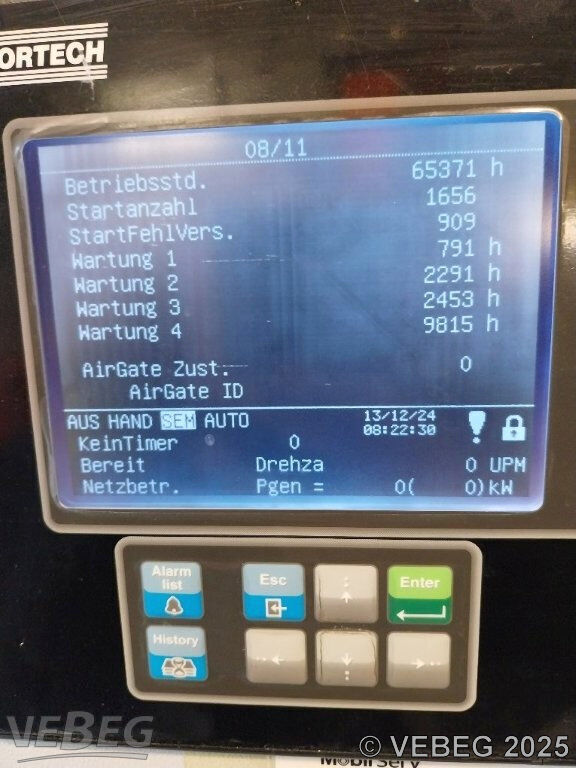 ORTECH
08/11
Betriebsstd. 65371 h
Startanzahl 1656
StartFehlVers. 909
Wartung 1 791 h
Wartung 2 2291 h
Wartung 3 2453 h
Wartung 4 9815 h
AirGate Zust. 0
AirGate ID
AUS HAND SEM AUTO 13/12/24
08:22:30
KeinTimer 0
Bereit Drehza 0 UPM
Netzbetr. Pgen = 0( 0)kW
Alarm list
Esc
Enter
History
VEBEG
© VEBEG 2025
MobilServ